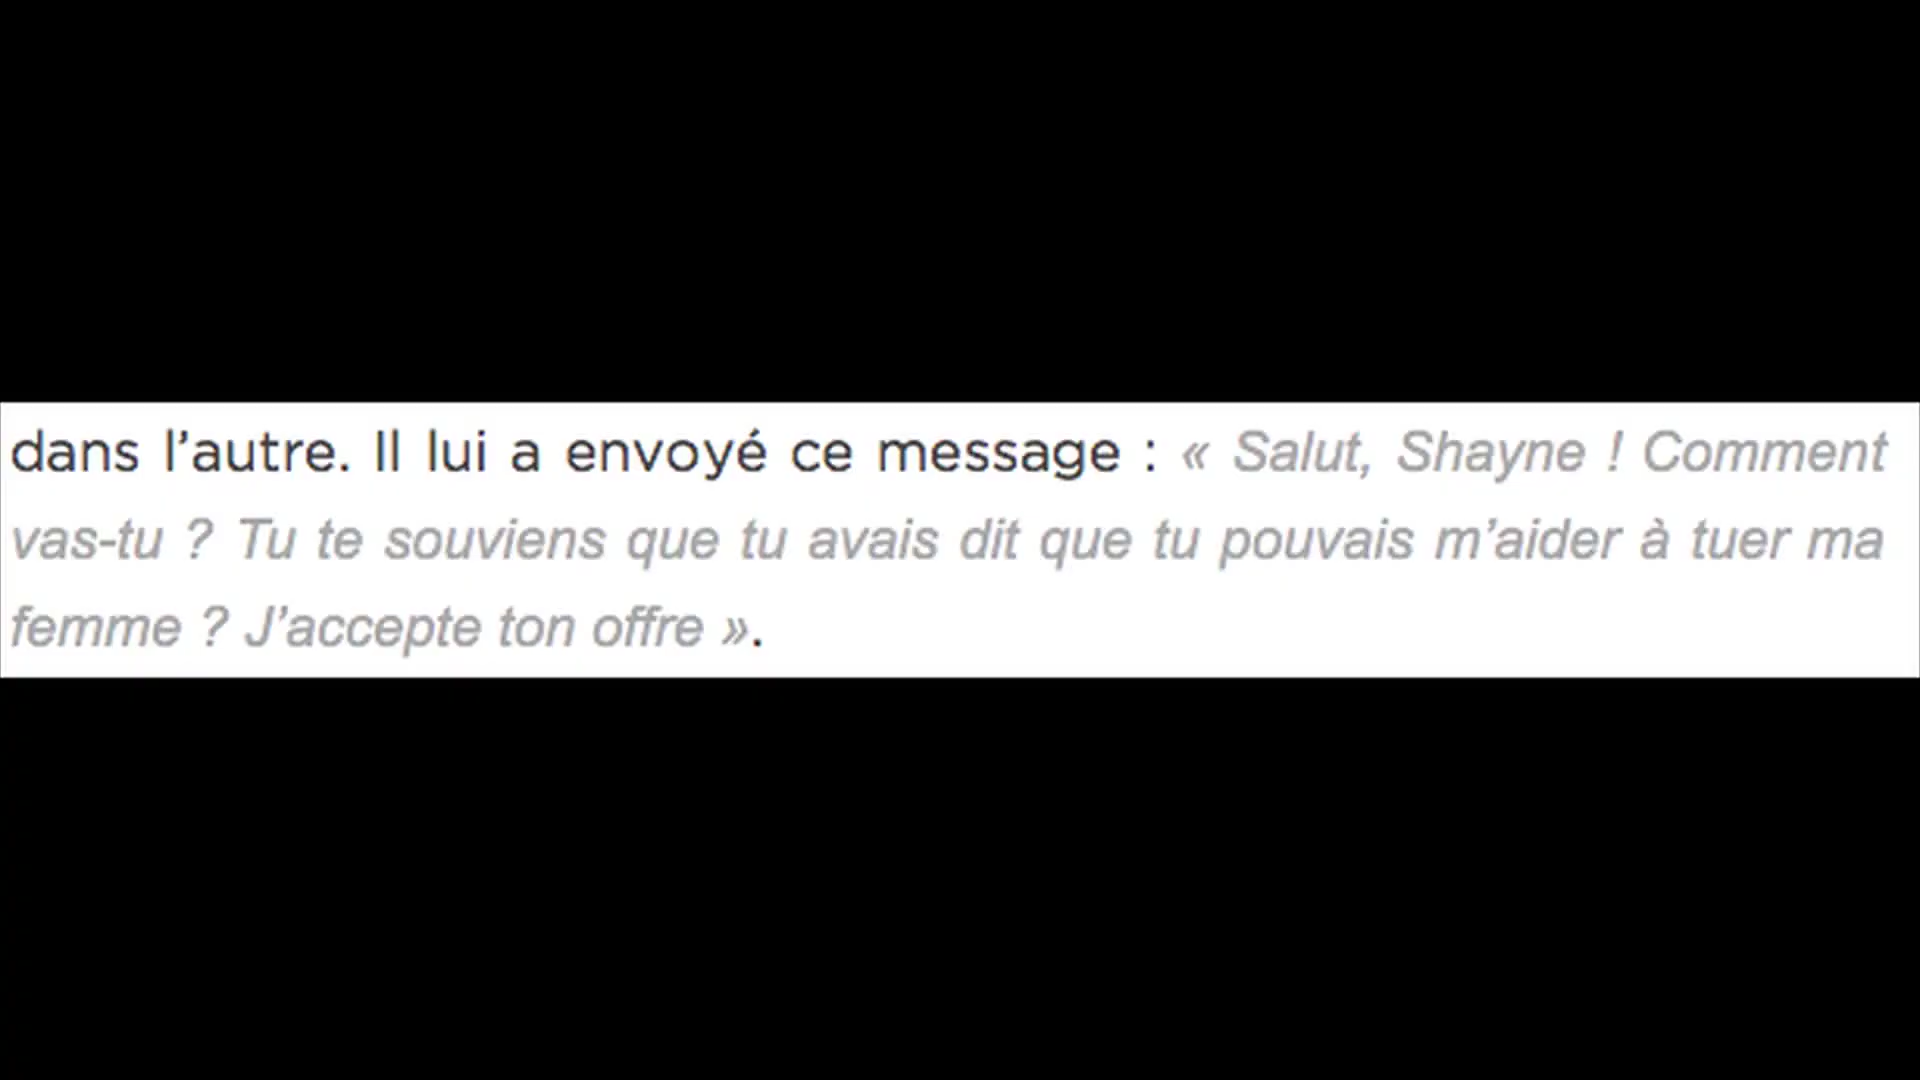 dans l’autre. Il lui a envoyé ce message : « Salut, Shayne ! Comment
vas-tu ? Tu te souviens que tu avais dit que tu pouvais m’aider à tuer ma
femme ? J’accepte ton offre ».